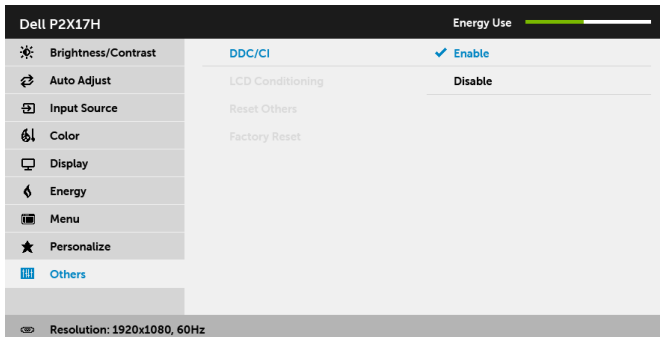 Dell P2X17H Energy Use
Brightness/Contrast DDC/CI Enable
Auto Adjust LCD Conditioning Disable
Input Source Reset Others
Color Factory Reset
Display
Energy
Menu
Personalize
Others
Resolution: 1920x1080, 60Hz